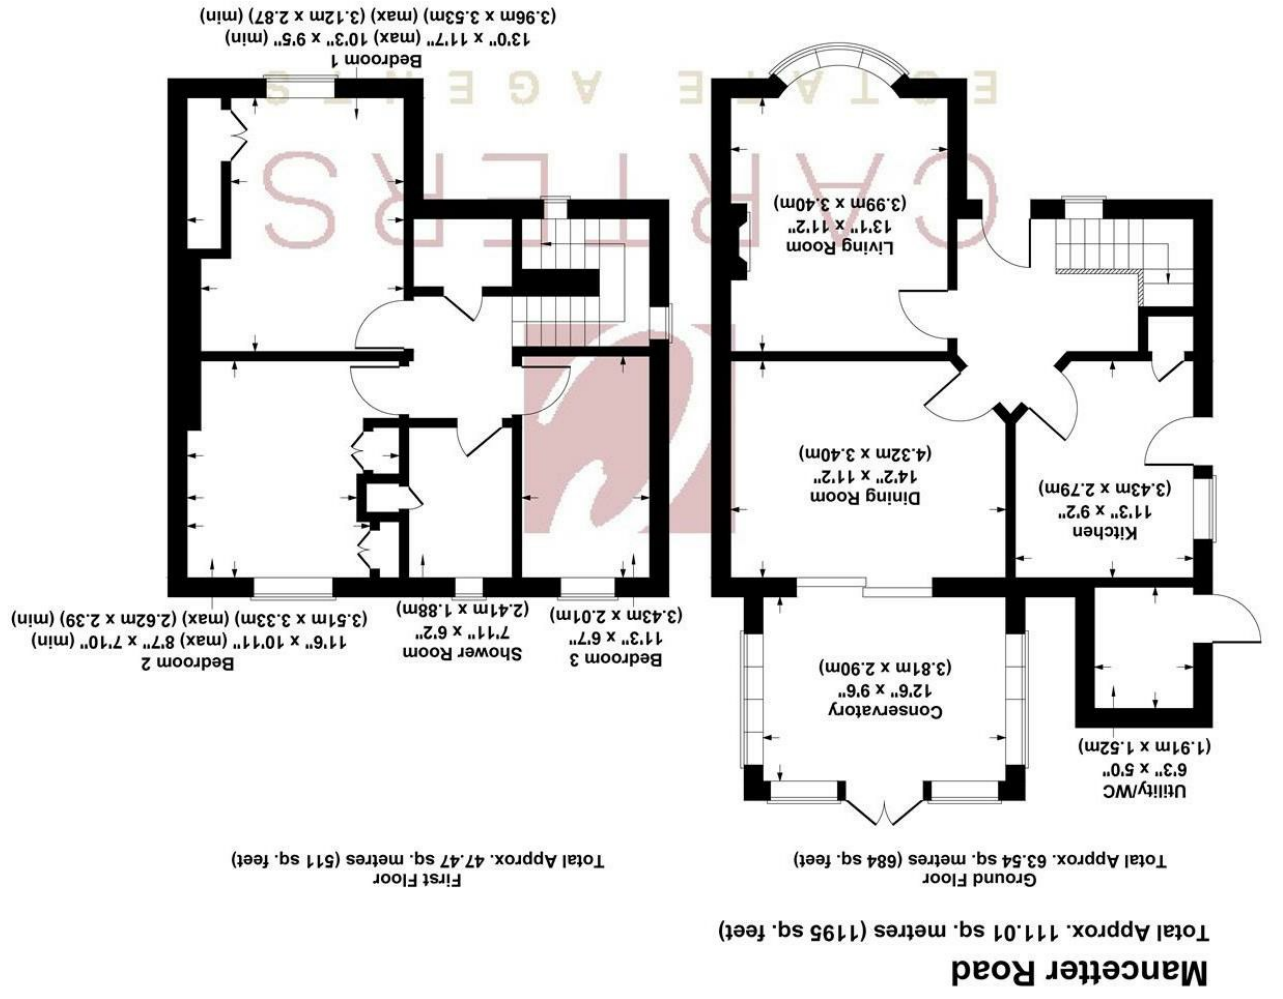 Mancetter Road
Total Approx. 111.01 sq. metres (1195 sq. feet)
Ground Floor
Total Approx. 63.54 sq. metres (684 sq. feet)
First Floor
Total Approx. 47.47 sq. metres (511 sq. feet)
Utility/WC
6'3" x 5'0"
(1.91m x 1.52m)
Conservatory
12'6" x 9'6"
(3.81m x 2.90m)
Kitchen
11'3" x 9'2"
(3.43m x 2.79m)
Dining Room
14'2" x 11'2"
(4.32m x 3.40m)
Living Room
13'1" x 11'2"
(3.99m x 3.40m)
Bedroom 3
11'3" x 6'7"
(3.43m x 2.01m)
Shower Room
7'11" x 6'2"
(2.41m x 1.88m)
Bedroom 2
11'6" x 10'11" (max) 8'7" x 7'10" (min)
(3.51m x 3.33m) (max) (2.62m x 2.39) (min)
Bedroom 1
13'0" x 11'7" (max) 10'3" x 9'5" (min)
(3.96m x 3.53m) (max) (3.12m x 2.87) (min)
CARTERS
ESTATE AGENTS